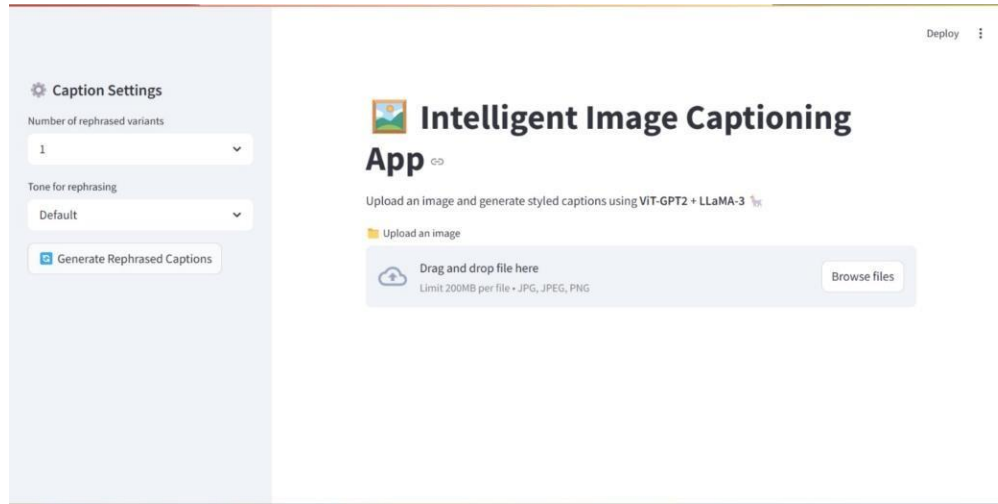 Deploy
Caption Settings
Number of rephrased variants
1
Tone for rephrasing
Default
Generate Rephrased Captions
Intelligent Image Captioning
App
Upload an image and generate styled captions using ViT-GPT2 + LLaMA-3
Upload an image
Drag and drop file here
Limit 200MB per file • JPG, JPEG, PNG
Browse files